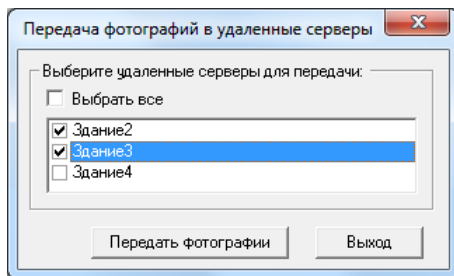 Передача фотографий в удаленные серверы
Выберите удаленные серверы для передачи:
Выбрать все
Здание2
Здание3
Здание4
Передать фотографии
Выход